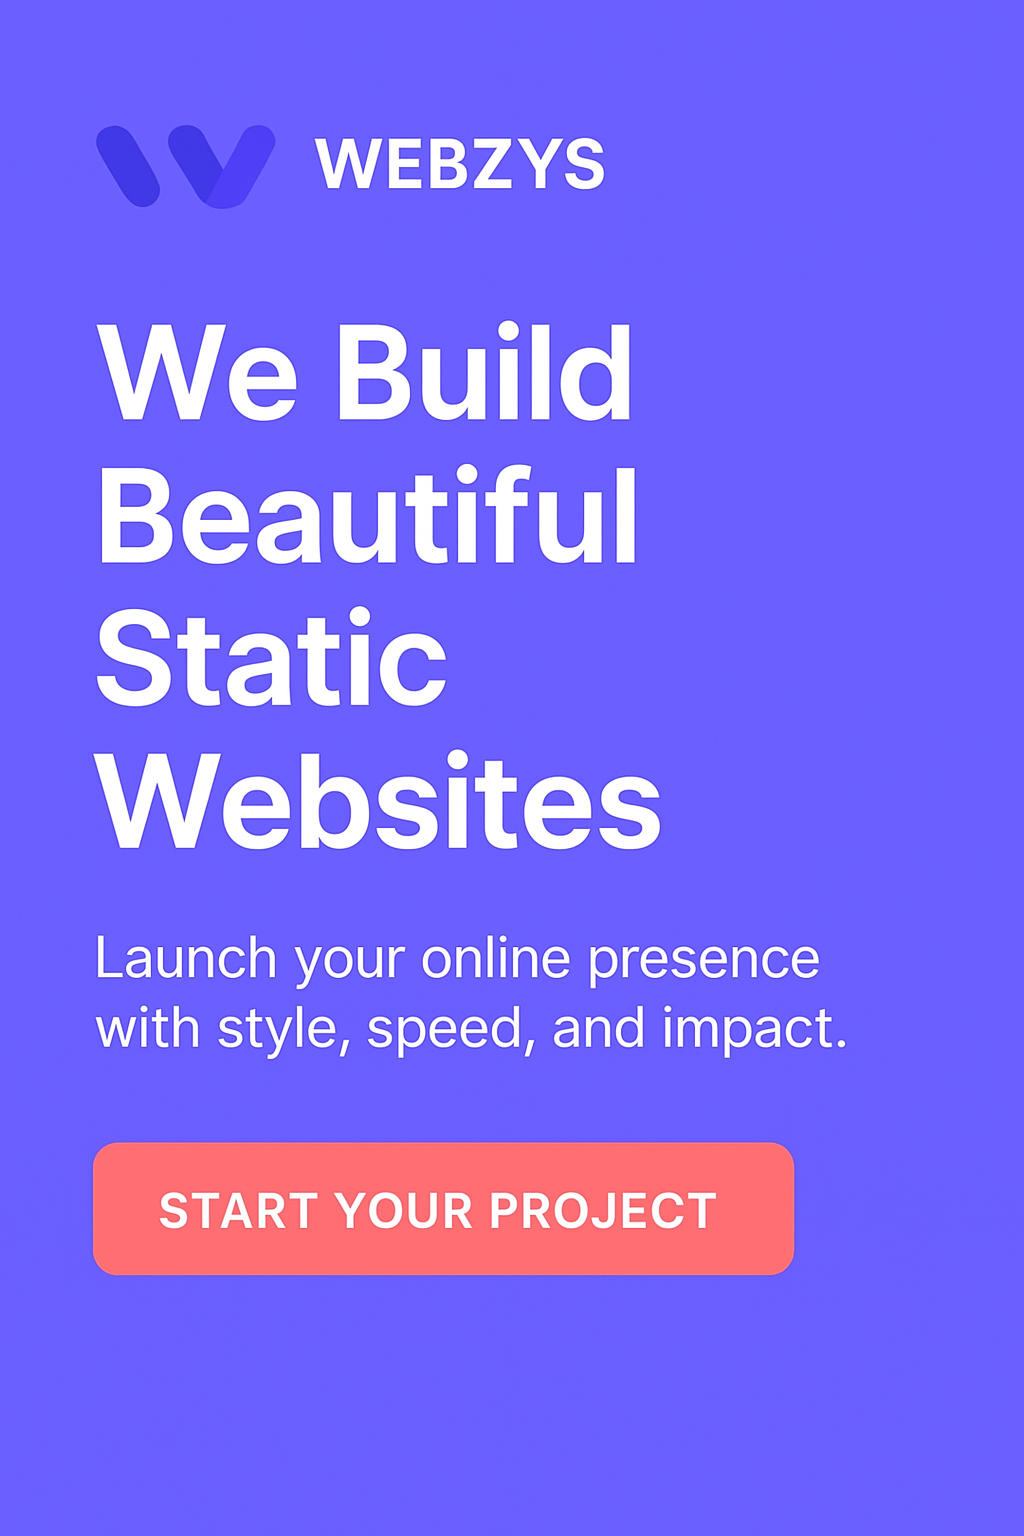 WEBZYS
We Build
Beautiful
Static
Websites
Launch your online presence
with style, speed, and impact.
START YOUR PROJECT